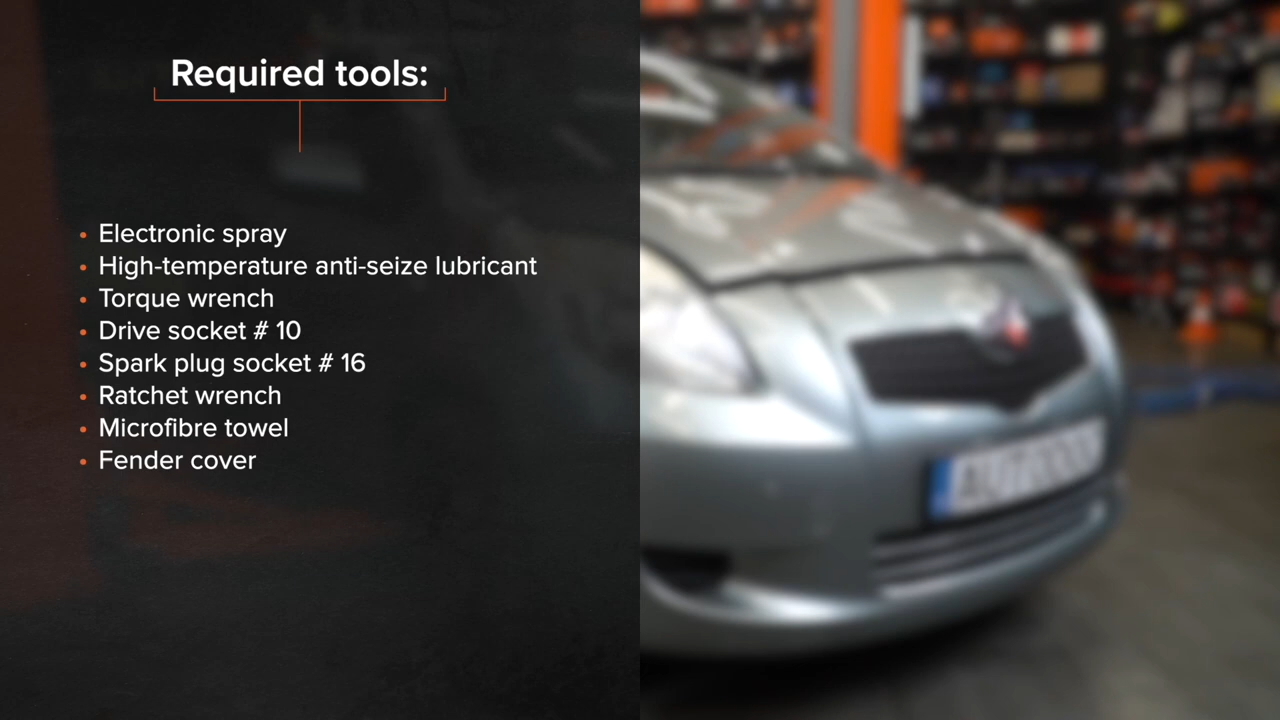 Required tools:
• Electronic spray
• High-temperature anti-seize lubricant
• Torque wrench
• Drive socket # 10
• Spark plug socket # 16
• Ratchet wrench
• Microfibre towel
• Fender cover